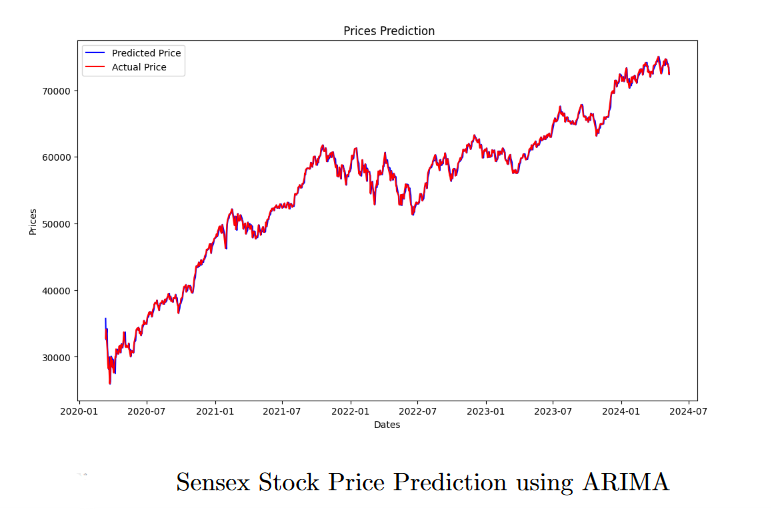 Prices Prediction
Predicted Price
Actual Price
70000
60000
50000
40000
30000
Prices
2020-01 2020-07 2021-01 2021-07 2022-01 2022-07 2023-01 2023-07 2024-01 2024-07
Dates
Sensex Stock Price Prediction using ARIMA